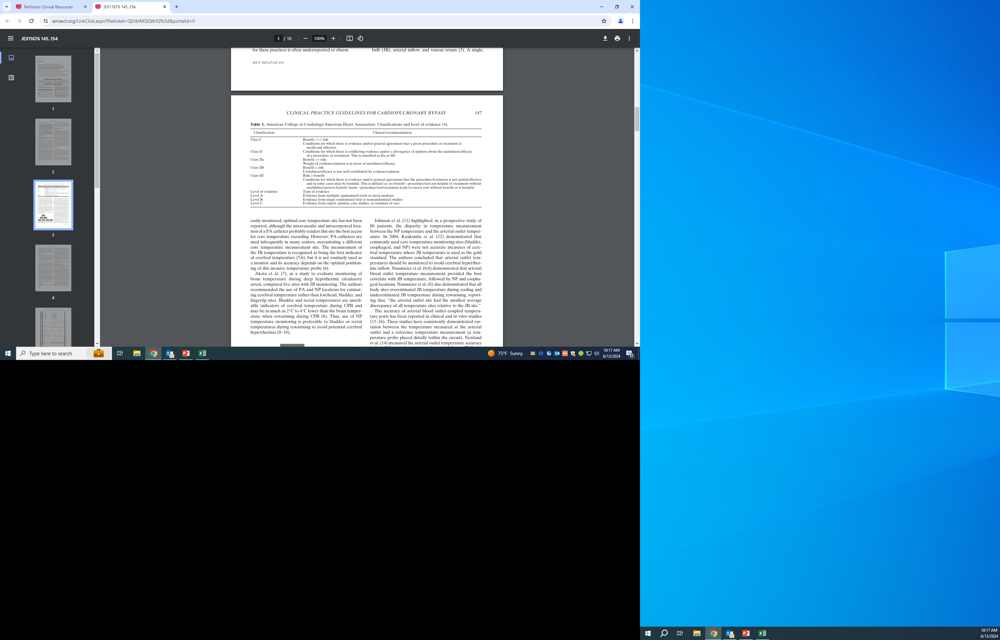 Perfusion Clinical Resources
JEX11676 145..154
amsect.org/LinkClick.aspx?fileticket=QDibIMQQWJQ%3d&portalid=0
JEX11676 145..154
3 / 10
100%
1
2
3
4
for these practices is often underreported or absent.
JECT. 2015;47:145–154
bulb (JB), arterial inflow, and venous return (3). A single,
CLINICAL PRACTICE GUIDELINES FOR CARDIOPULMONARY BYPASS 147
Table 1. American College of Cardiology/American Heart Association: Classifications and level of evidence (4).
Classification Clinical recommendation
Class I Benefit >>> risk
Conditions for which there is evidence and/or general agreement that a given procedure or treatment is
useful and effective
Class II Conditions for which there is conflicting evidence and/or a divergence of opinion about the usefulness/efficacy
of a procedure or treatment. This is classified as IIa or IIb
Class IIa Benefit >> risk
Weight of evidence/opinion is in favor of usefulness/efficacy
Class IIb Benefit ≥ risk
Usefulness/efficacy is less well established by evidence/opinion
Class III Risk ≥ benefit
Conditions for which there is evidence and/or general agreement that the procedure/treatment is not useful/effective
and in some cases may be harmful. This is defined as: no benefit—procedure/test not helpful or treatment without
established proven benefit; harm—procedure/test/treatment leads to excess cost without benefit or is harmful
Level of evidence Type of evidence
Level A Evidence from multiple randomized trials or meta-analyses
Level B Evidence from single randomized trial or nonrandomized studies
Level C Evidence from expert opinion, case studies, or standard of care
easily monitored, optimal core temperature site has not been
reported, although the intravascular and intracorporeal loca-
tion of a PA catheter probably renders this site the best access
for core temperature recording. However, PA catheters are
used infrequently in many centers, necessitating a different
core temperature measurement site. The measurement of
the JB temperature is recognized as being the best indicator
of cerebral temperature (5,6), but it is not routinely used as
a monitor and its accuracy depends on the optimal position-
ing of this invasive temperature probe (6).
Akata et al. (7), in a study to evaluate monitoring of
brain temperature during deep hypothermic circulatory
arrest, compared five sites with JB monitoring. The authors
recommended the use of PA and NP locations for estimat-
ing cerebral temperature rather than forehead, bladder, and
fingertip sites. Bladder and rectal temperatures are unreli-
able indicators of cerebral temperature during CPB and
may be as much as 2°C to 4°C lower than the brain temper-
ature when rewarming during CPB (6). Thus, use of NP
temperature monitoring is preferable to bladder or rectal
temperatures during rewarming to avoid potential cerebral
hyperthermia (8–10).
Johnson et al. (11) highlighted, in a prospective study of
80 patients, the disparity in temperature measurement
between the NP temperature and the arterial outlet temper-
ature. In 2004, Kaukuntla et al. (12) demonstrated that
commonly used core temperature monitoring sites (bladder,
esophageal, and NP) were not accurate measures of cere-
bral temperature where JB temperature is used as the gold
standard. The authors concluded that arterial outlet tem-
peratures should be monitored to avoid cerebral hyperther-
mic inflow. Nussmeier et al. (6,8) demonstrated that arterial
blood outlet temperature measurement provided the best
correlate with JB temperature, followed by NP and esopha-
geal locations. Nussmeier et al. (6) also demonstrated that all
body sites overestimated JB temperature during cooling and
underestimated JB temperature during rewarming, report-
ing that, “the arterial outlet site had the smallest average
discrepancy of all temperature sites relative to the JB site.”
The accuracy of arterial blood outlet–coupled tempera-
ture ports has been reported in clinical and in vitro studies
(13–16). These studies have consistently demonstrated var-
iation between the temperature measured at the arterial
outlet and a reference temperature measurement (a tem-
perature probe placed distally within the circuit). Newland
et al. (14) measured the arterial outlet temperature accuracy
Type here to search
75°F Sunny
10:17 AM
6/13/2024
12
10:17 AM
6/13/2024